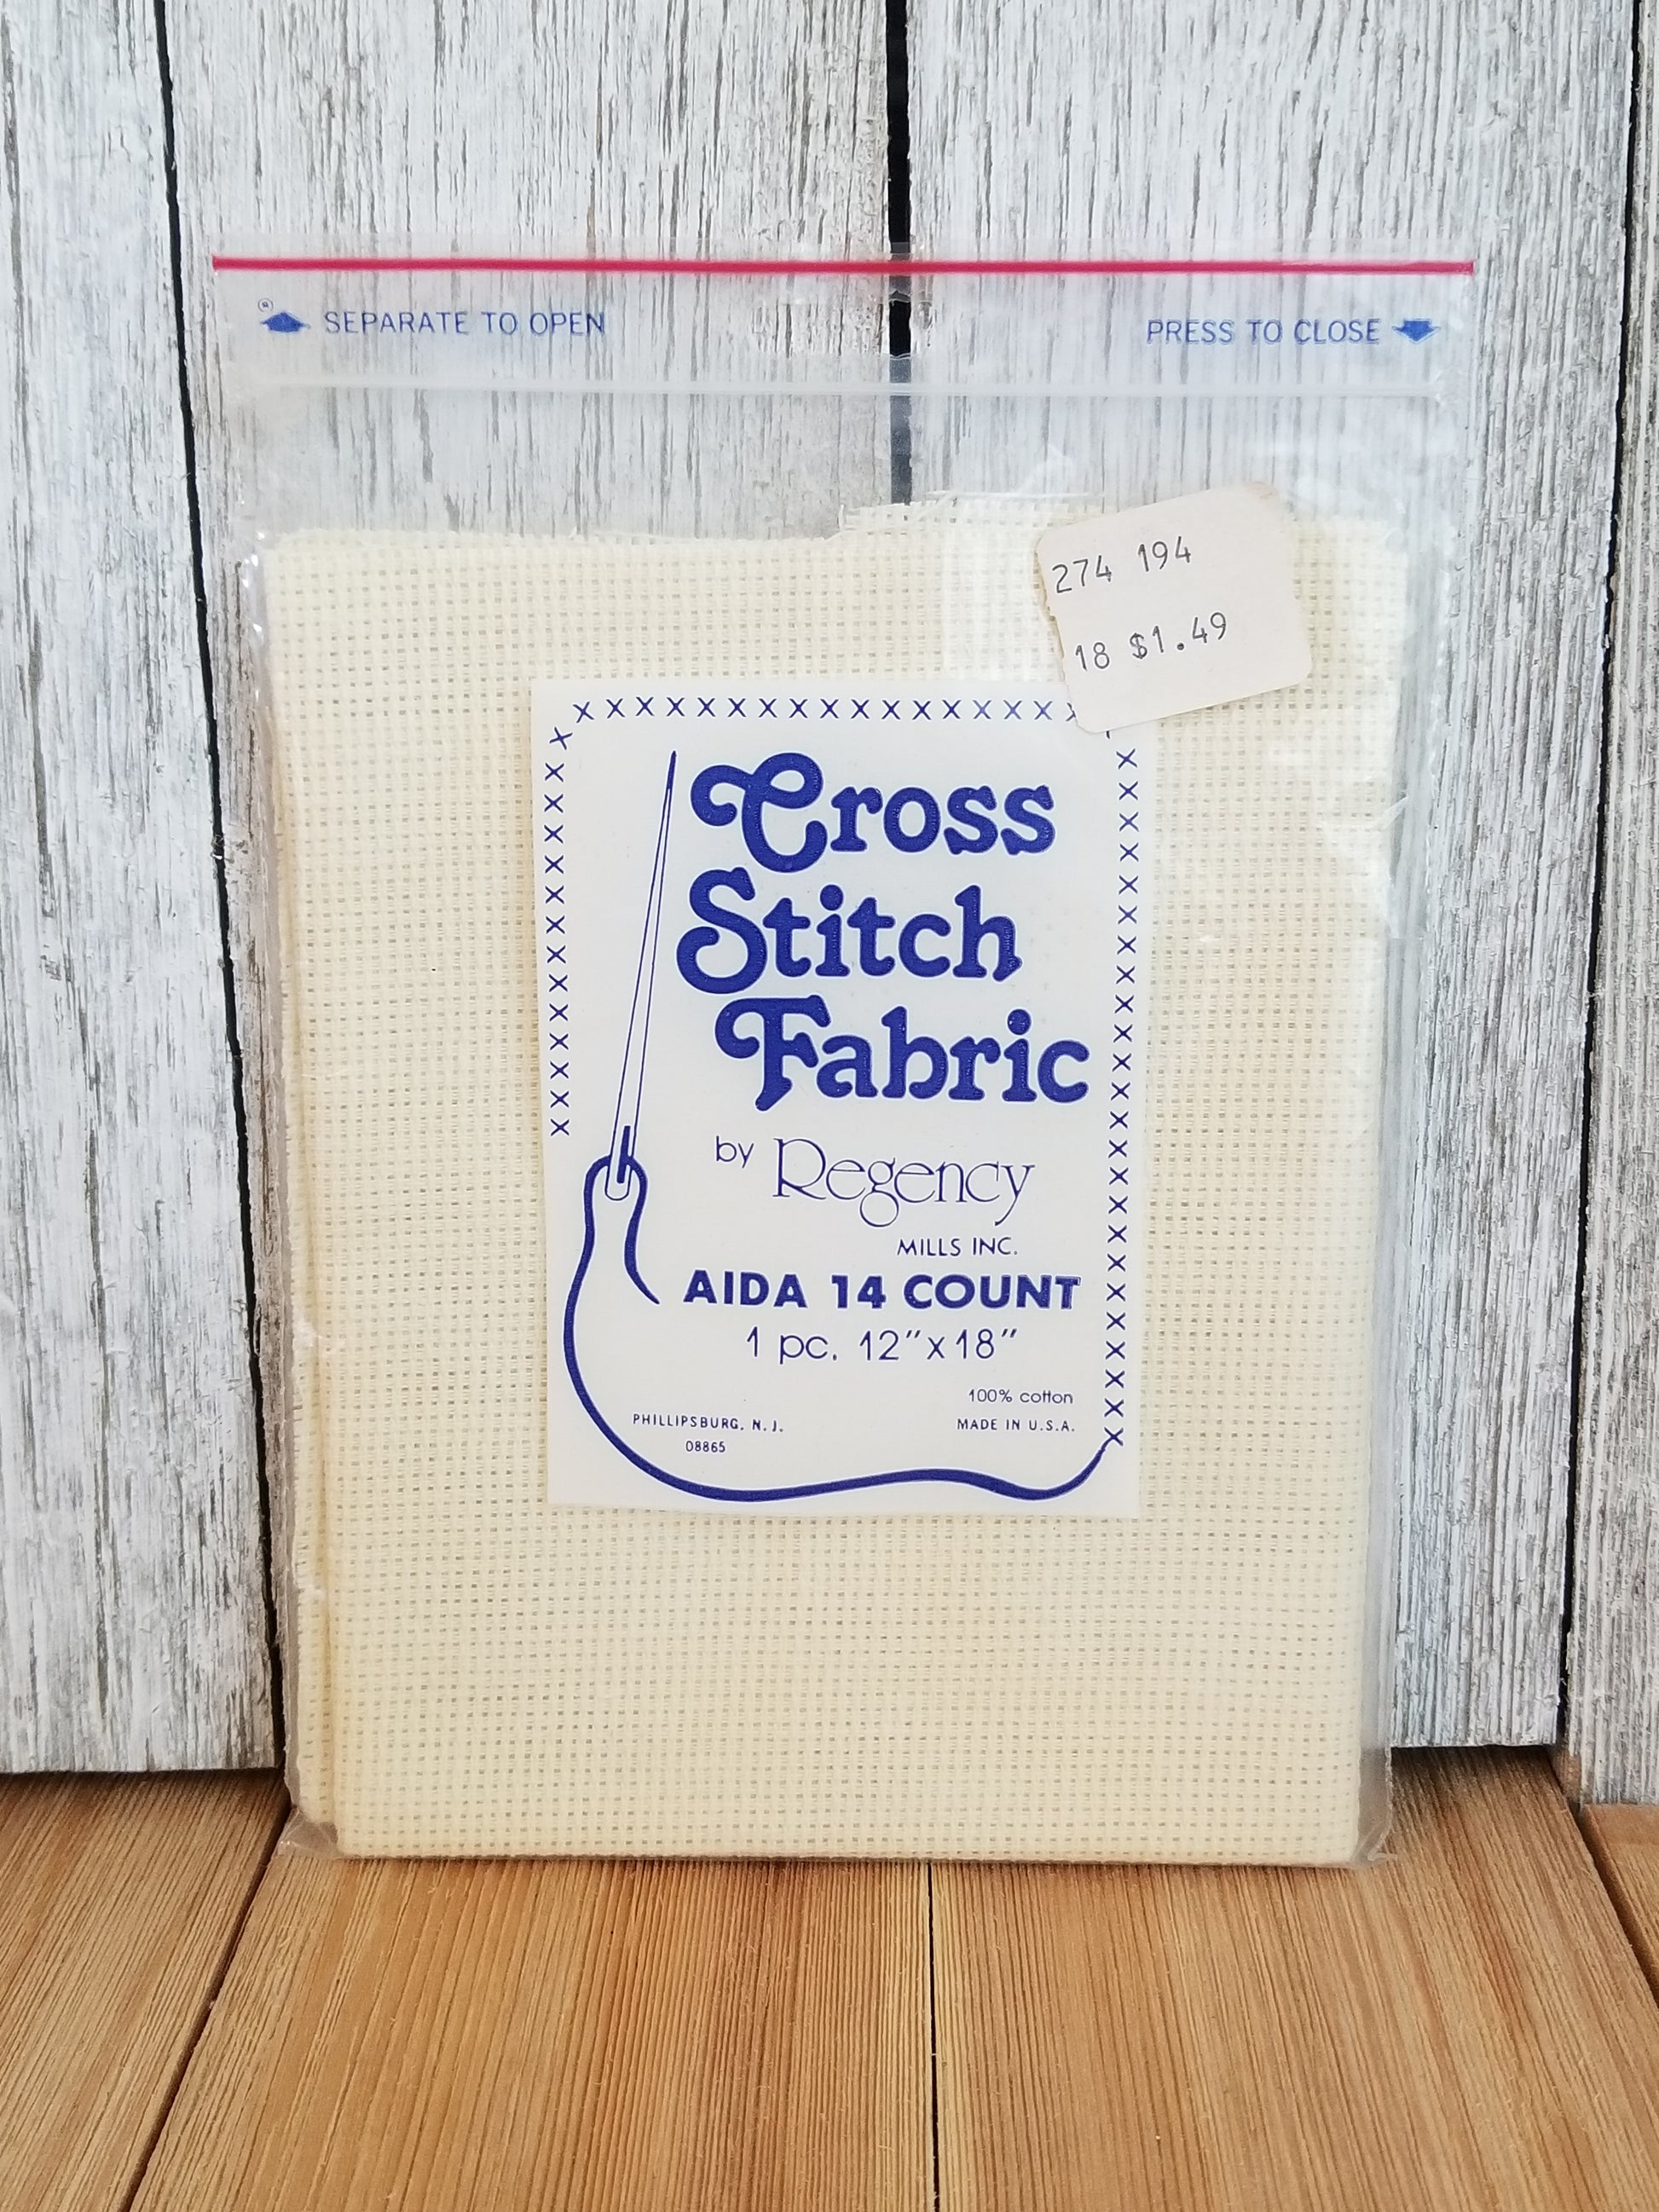 SEPARATE TO OPEN
PRESS TO CLOSE
274 194
18 $1.49
Cross
Stitch
Fabric
by Regency
MILLS INC.
AIDA 14 COUNT
1 pc. 12"x18"
100% cotton
PHILLIPSBURG, N.J.
MADE IN U.S.A.
08865